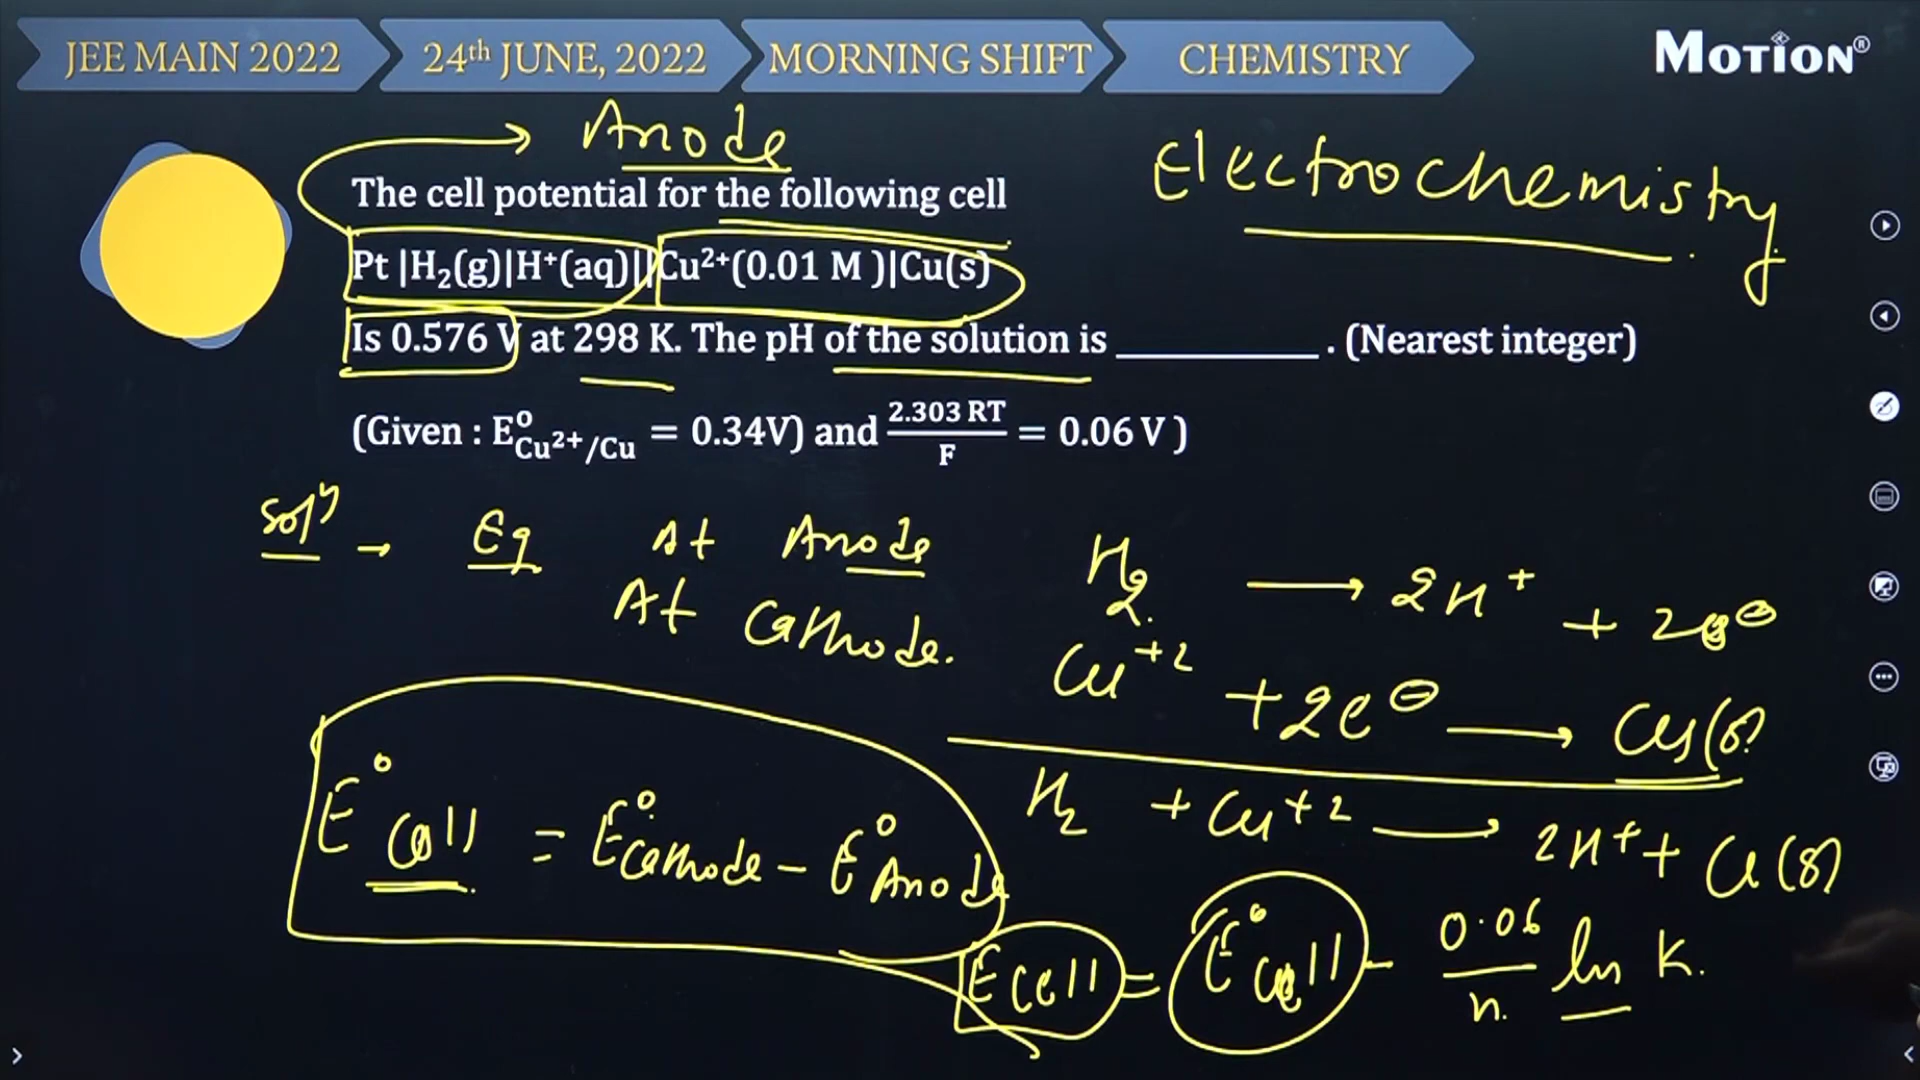 JEE MAIN 2022 24th JUNE, 2022 MORNING SHIFT CHEMISTRY MOTION®
Anode
Electrochemistry
The cell potential for the following cell
Pt |H₂(g)|H⁺(aq)||Cu²⁺(0.01 M )|Cu(s)
Is 0.576 V at 298 K. The pH of the solution is ________ . (Nearest integer)
(Given : E⁰Cu²⁺/Cu = 0.34V) and 2.303 RT/F = 0.06 V )
Solⁿ → Eq At Anode H₂ → 2H⁺ + 2e⊖
At Cathode. Cu⁺² + 2e⊖ → Cu(s)
H₂ + Cu⁺² → 2H⁺ + Cu(s)
E°Cell = E°Cathode - E°Anode
ECell = E°Cell - 0.06/n. ln K.